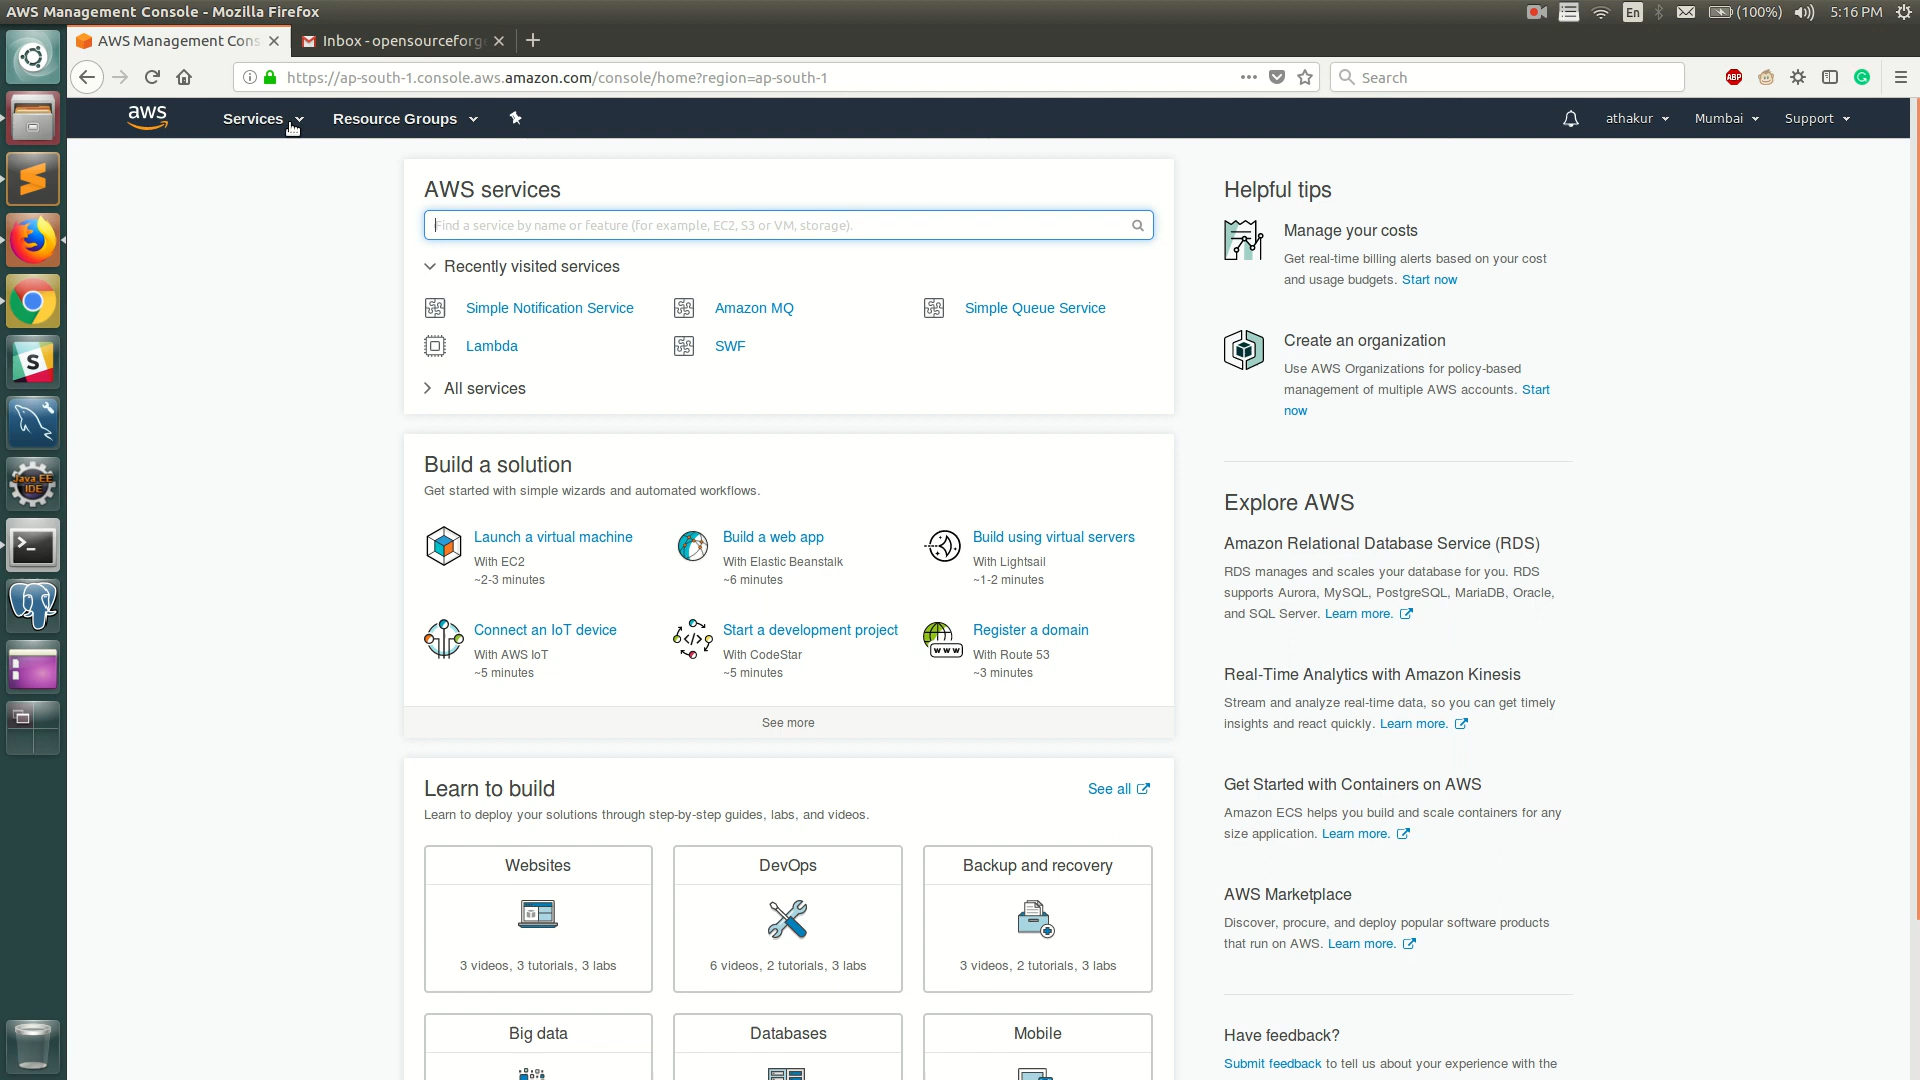 AWS Management Console - Mozilla Firefox
En
(100%)
5:16 PM
AWS Management Cons
Inbox - opensourceforg
https://ap-south-1.console.aws.amazon.com/console/home?region=ap-south-1
Search
ABP
aws
Services
Resource Groups
athakur
Mumbai
Support
AWS services
Find a service by name or feature (for example, EC2, S3 or VM, storage).
Recently visited services
Simple Notification Service
Amazon MQ
Simple Queue Service
Lambda
SWF
All services
Build a solution
Get started with simple wizards and automated workflows.
Launch a virtual machine
With EC2
~2-3 minutes
Build a web app
With Elastic Beanstalk
~6 minutes
Build using virtual servers
With Lightsail
~1-2 minutes
Connect an IoT device
With AWS IoT
~5 minutes
Start a development project
With CodeStar
~5 minutes
www
Register a domain
With Route 53
~3 minutes
See more
Learn to build
See all
Learn to deploy your solutions through step-by-step guides, labs, and videos.
Websites
3 videos, 3 tutorials, 3 labs
DevOps
6 videos, 2 tutorials, 3 labs
Backup and recovery
3 videos, 2 tutorials, 3 labs
Big data
Databases
Mobile
Helpful tips
Manage your costs
Get real-time billing alerts based on your cost
and usage budgets. Start now
Create an organization
Use AWS Organizations for policy-based
management of multiple AWS accounts. Start
now
Explore AWS
Amazon Relational Database Service (RDS)
RDS manages and scales your database for you. RDS
supports Aurora, MySQL, PostgreSQL, MariaDB, Oracle,
and SQL Server. Learn more.
Real-Time Analytics with Amazon Kinesis
Stream and analyze real-time data, so you can get timely
insights and react quickly. Learn more.
Get Started with Containers on AWS
Amazon ECS helps you build and scale containers for any
size application. Learn more.
AWS Marketplace
Discover, procure, and deploy popular software products
that run on AWS. Learn more.
Have feedback?
Submit feedback to tell us about your experience with the
S
Java EE
IDE